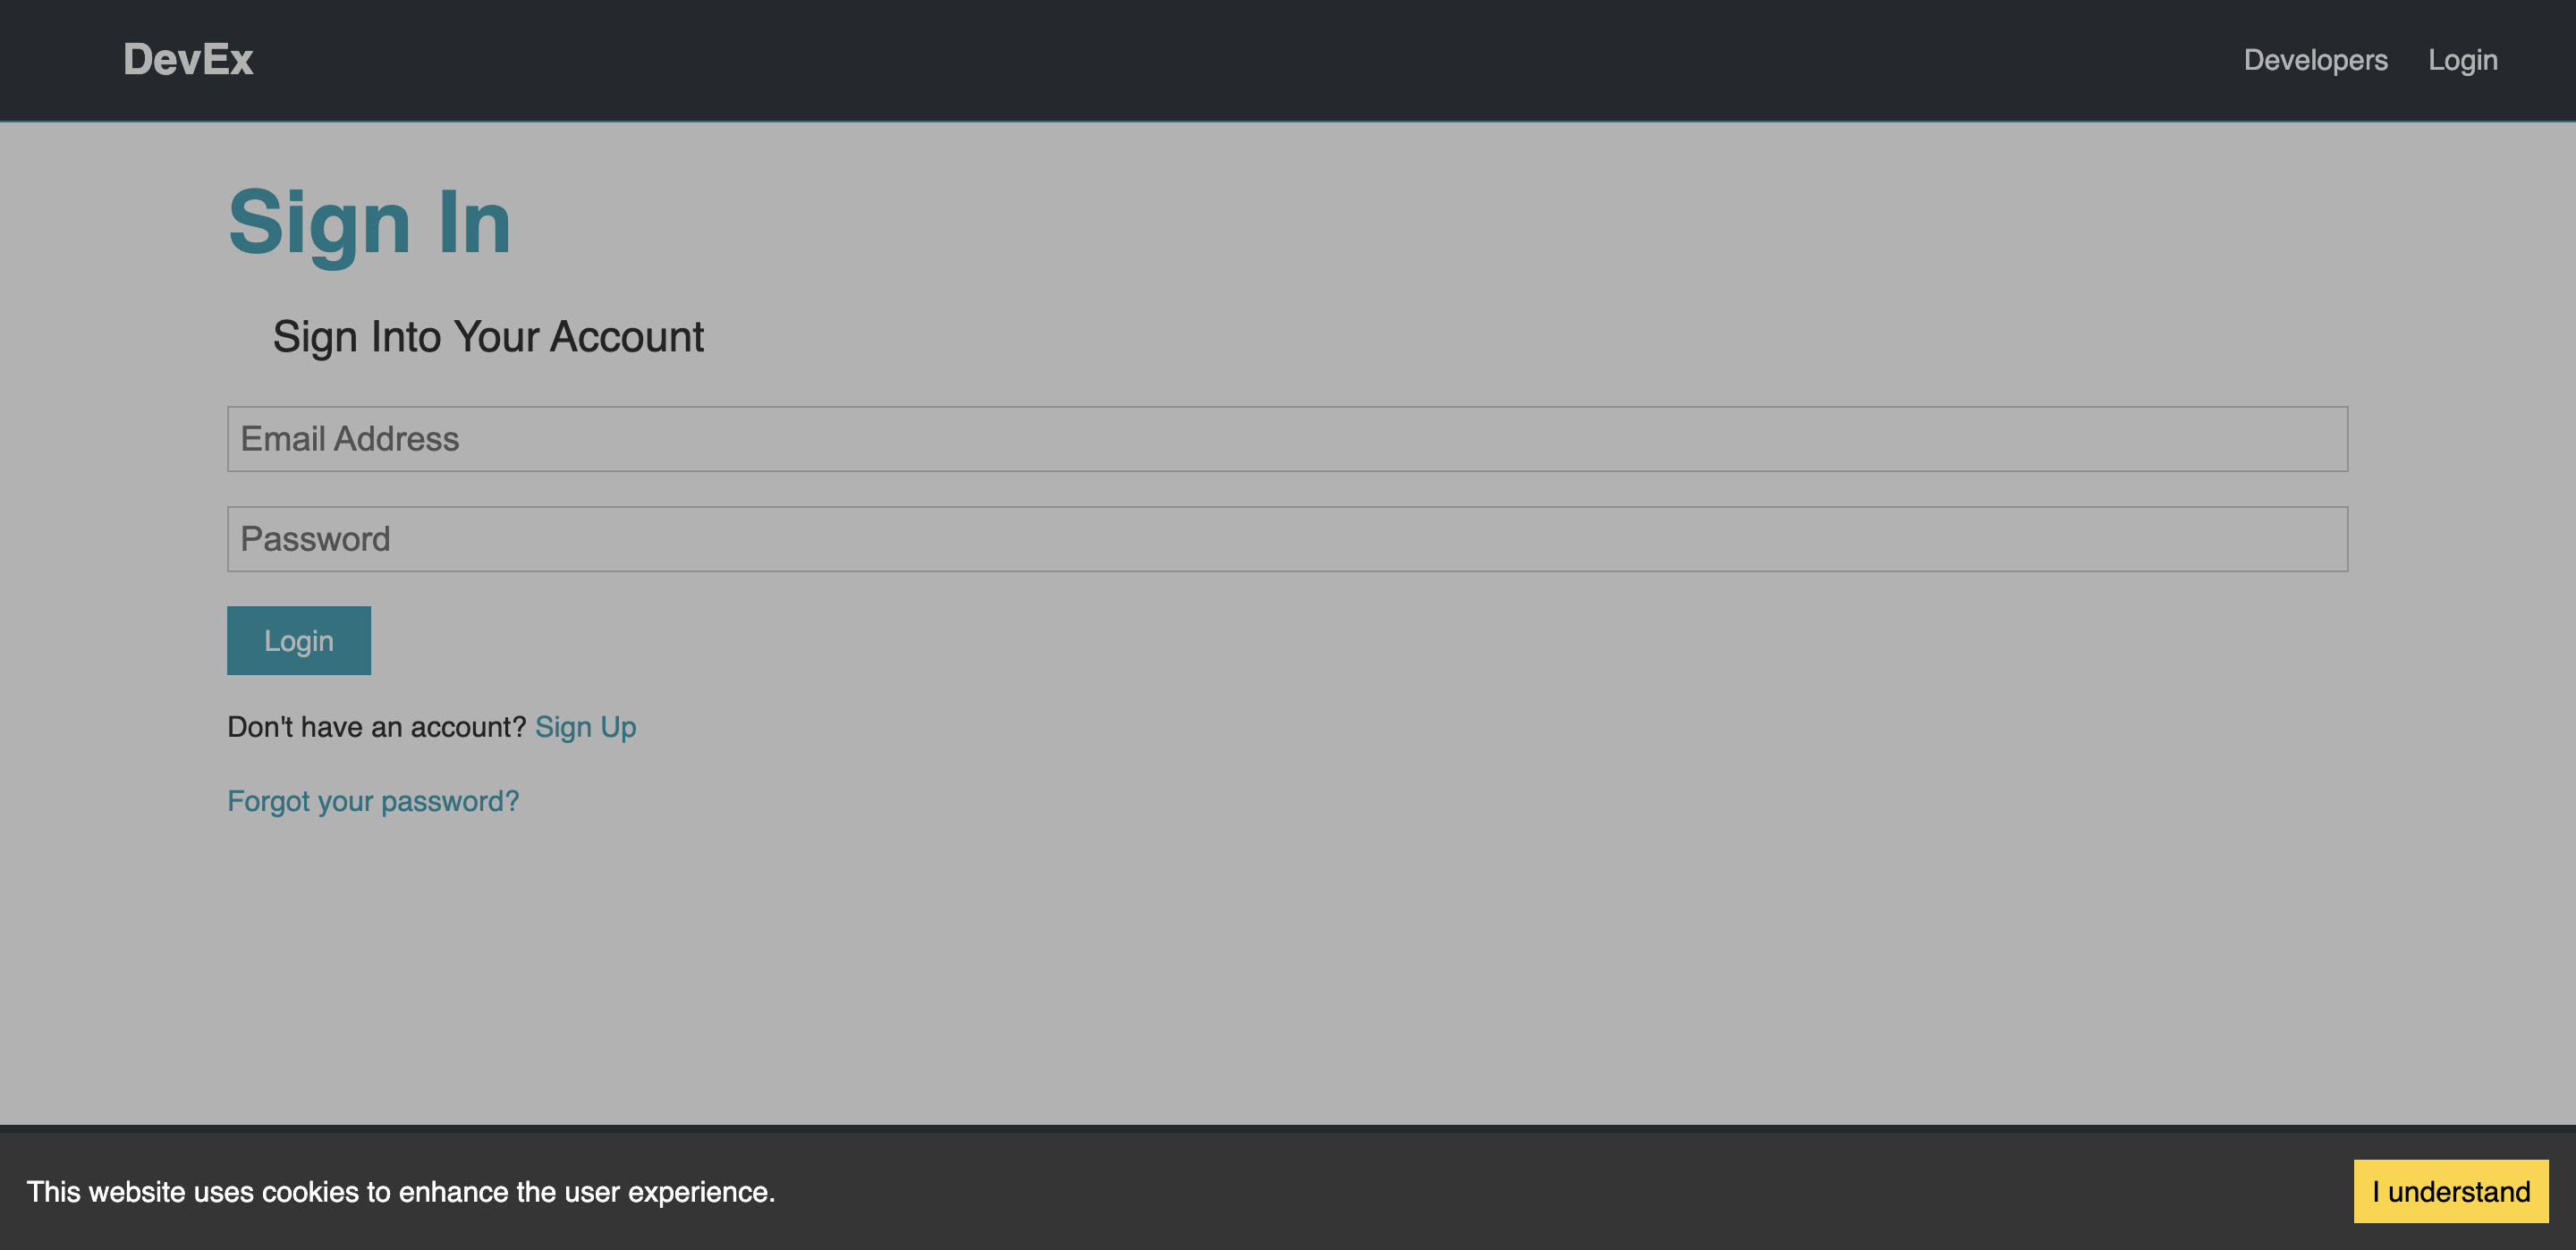 DevEx
Developers Login
Sign In
Sign Into Your Account
Email Address
Password
Login
Don't have an account? Sign Up
Forgot your password?
This website uses cookies to enhance the user experience.
I understand